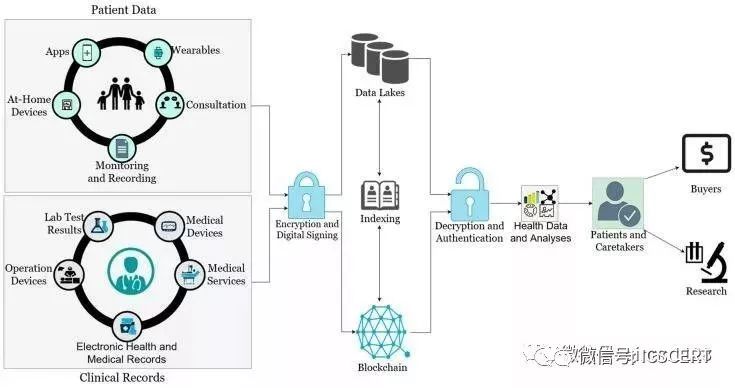 Patient Data
Apps
Wearables
At-Home
Devices
Consultation
Monitoring
and Recording
Lab Test
Results
Medical
Devices
Operation
Devices
Medical
Services
Electronic Health and
Medical Records
Clinical Records
Encryption and
Digital Signing
Data Lakes
Indexing
Blockchain
Decryption and
Authentication
Health Data
and Analyses
Patients and
Caretakers
$
Buyers
Research
微信号